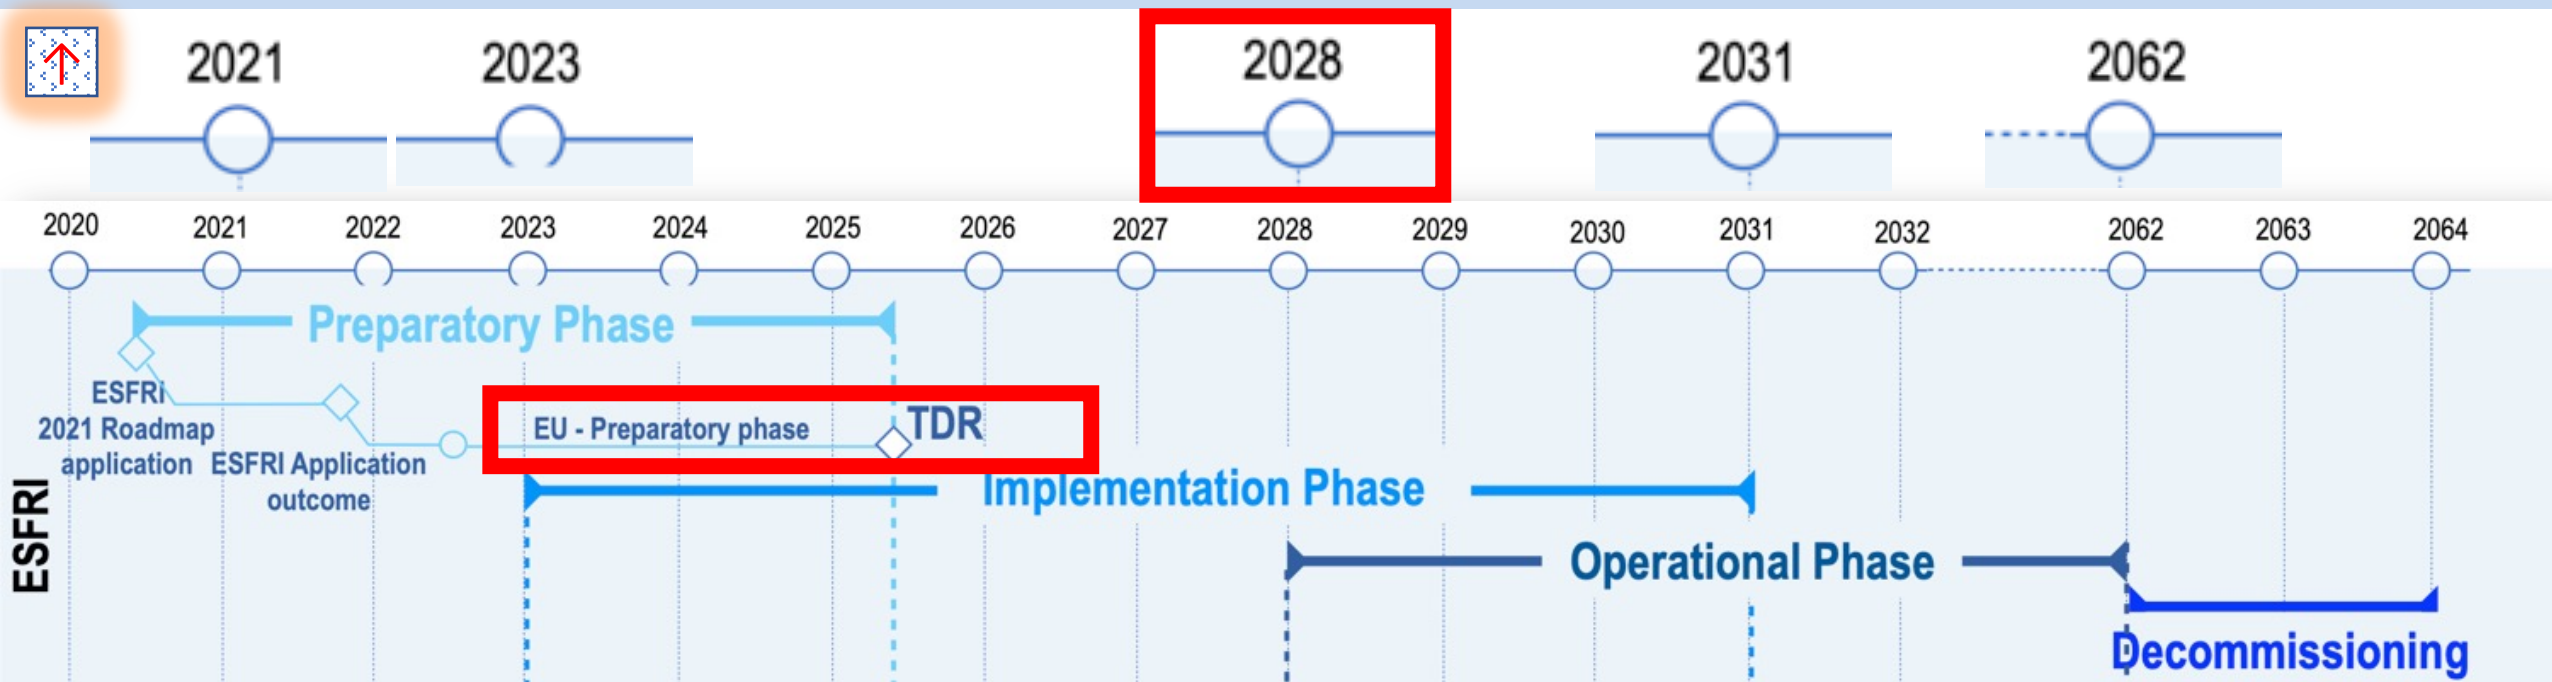 2021 2023 2028 2031 2062
2020 2021 2022 2023 2024 2025 2026 2027 2028 2029 2030 2031 2032 2062 2063 2064
Preparatory Phase
ESFRI
2021 Roadmap
application
ESFRI Application
outcome
EU - Preparatory phase
TDR
Implementation Phase
ESFRI
Operational Phase
Decommissioning